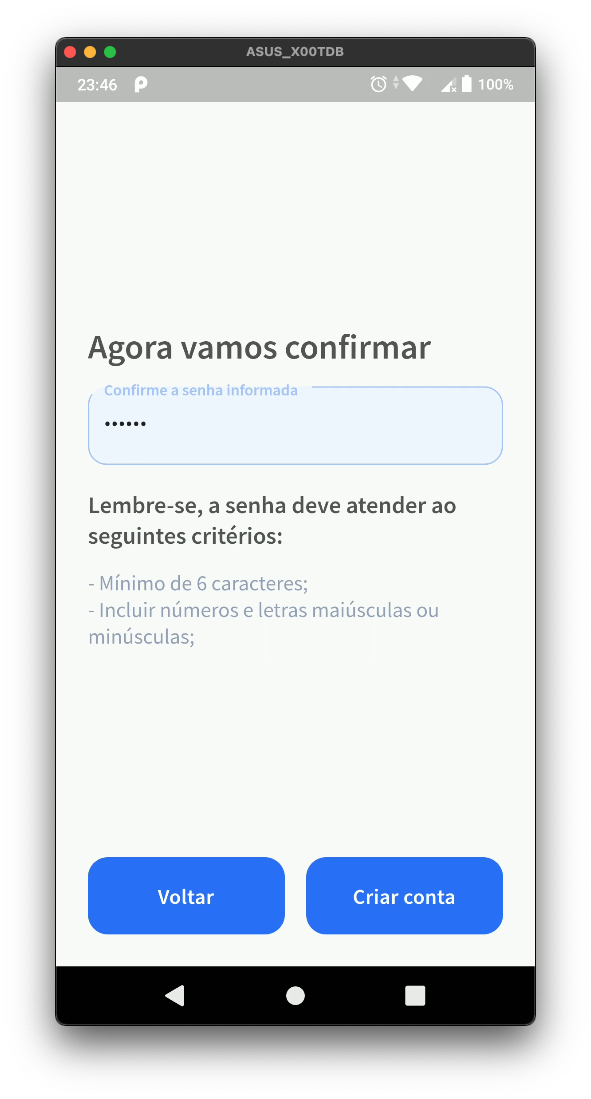 ASUS_X00TDB
23:46
100%
Agora vamos confirmar
Confirme a senha informada
••••••
Lembre-se, a senha deve atender ao
seguintes critérios:
- Mínimo de 6 caracteres;
- Incluir números e letras maiúsculas ou
minúsculas;
Voltar
Criar conta